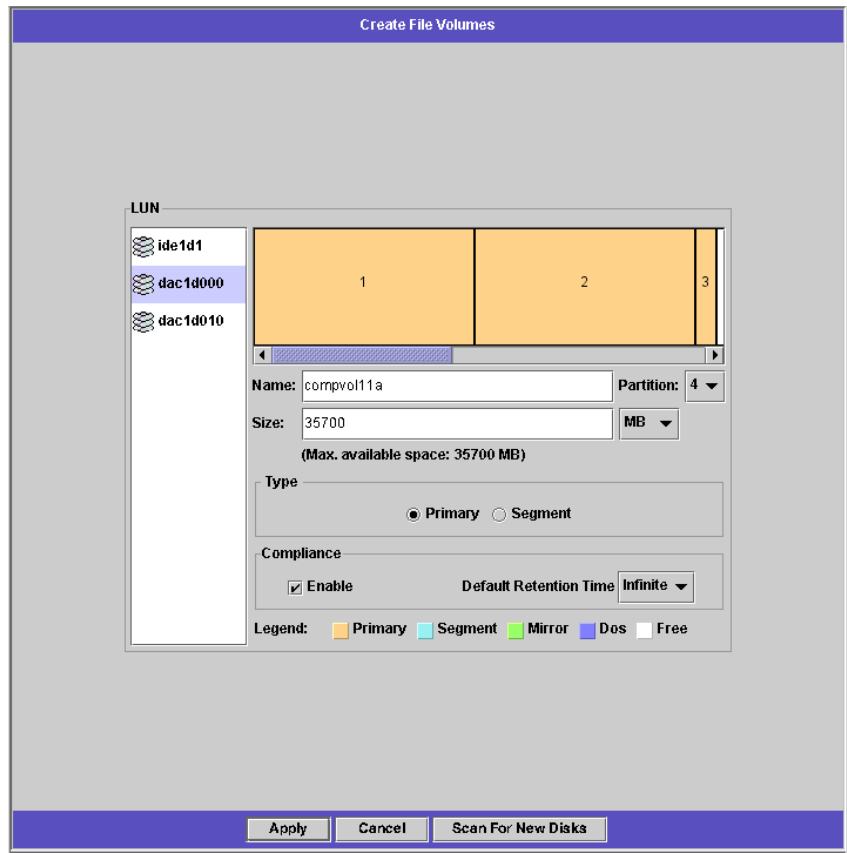 Create File Volumes
LUN
ide1d1
dac1d000
dac1d010
1 2 3
Name: compvol11a Partition: 4
Size: 35700 MB
(Max. available space: 35700 MB)
Type
Primary Segment
Compliance
Enable Default Retention Time Infinite
Legend: Primary Segment Mirror Dos Free
Apply Cancel Scan For New Disks